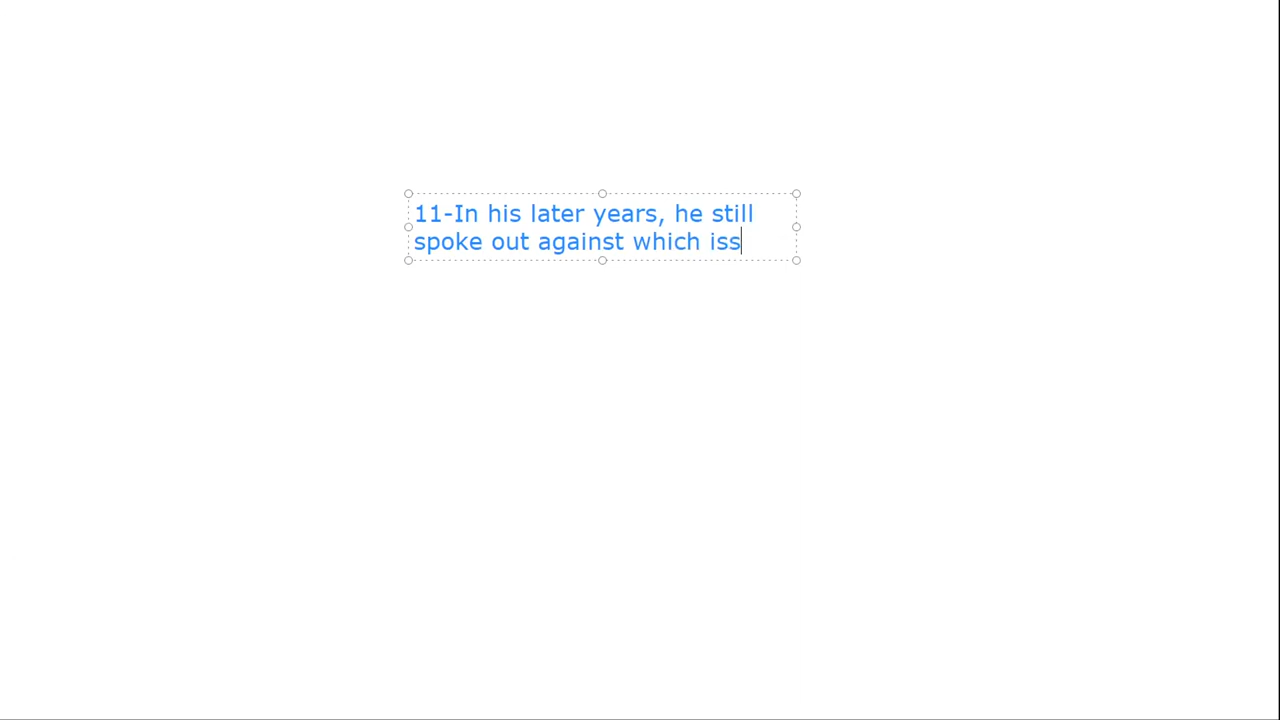 11-In his later years, he still
spoke out against which iss